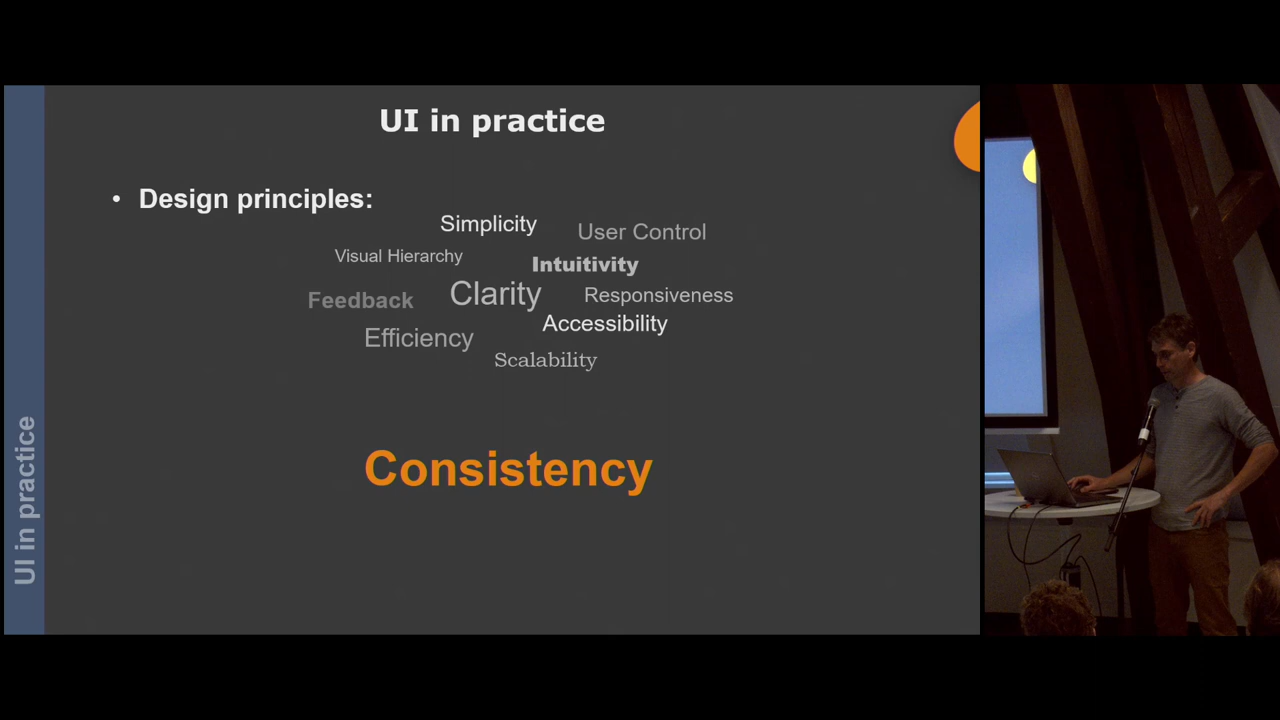 UI in practice
• Design principles:
Simplicity
User Control
Visual Hierarchy
Intuitivity
Feedback
Clarity
Responsiveness
Accessibility
Efficiency
Scalability
Consistency
UI in practice